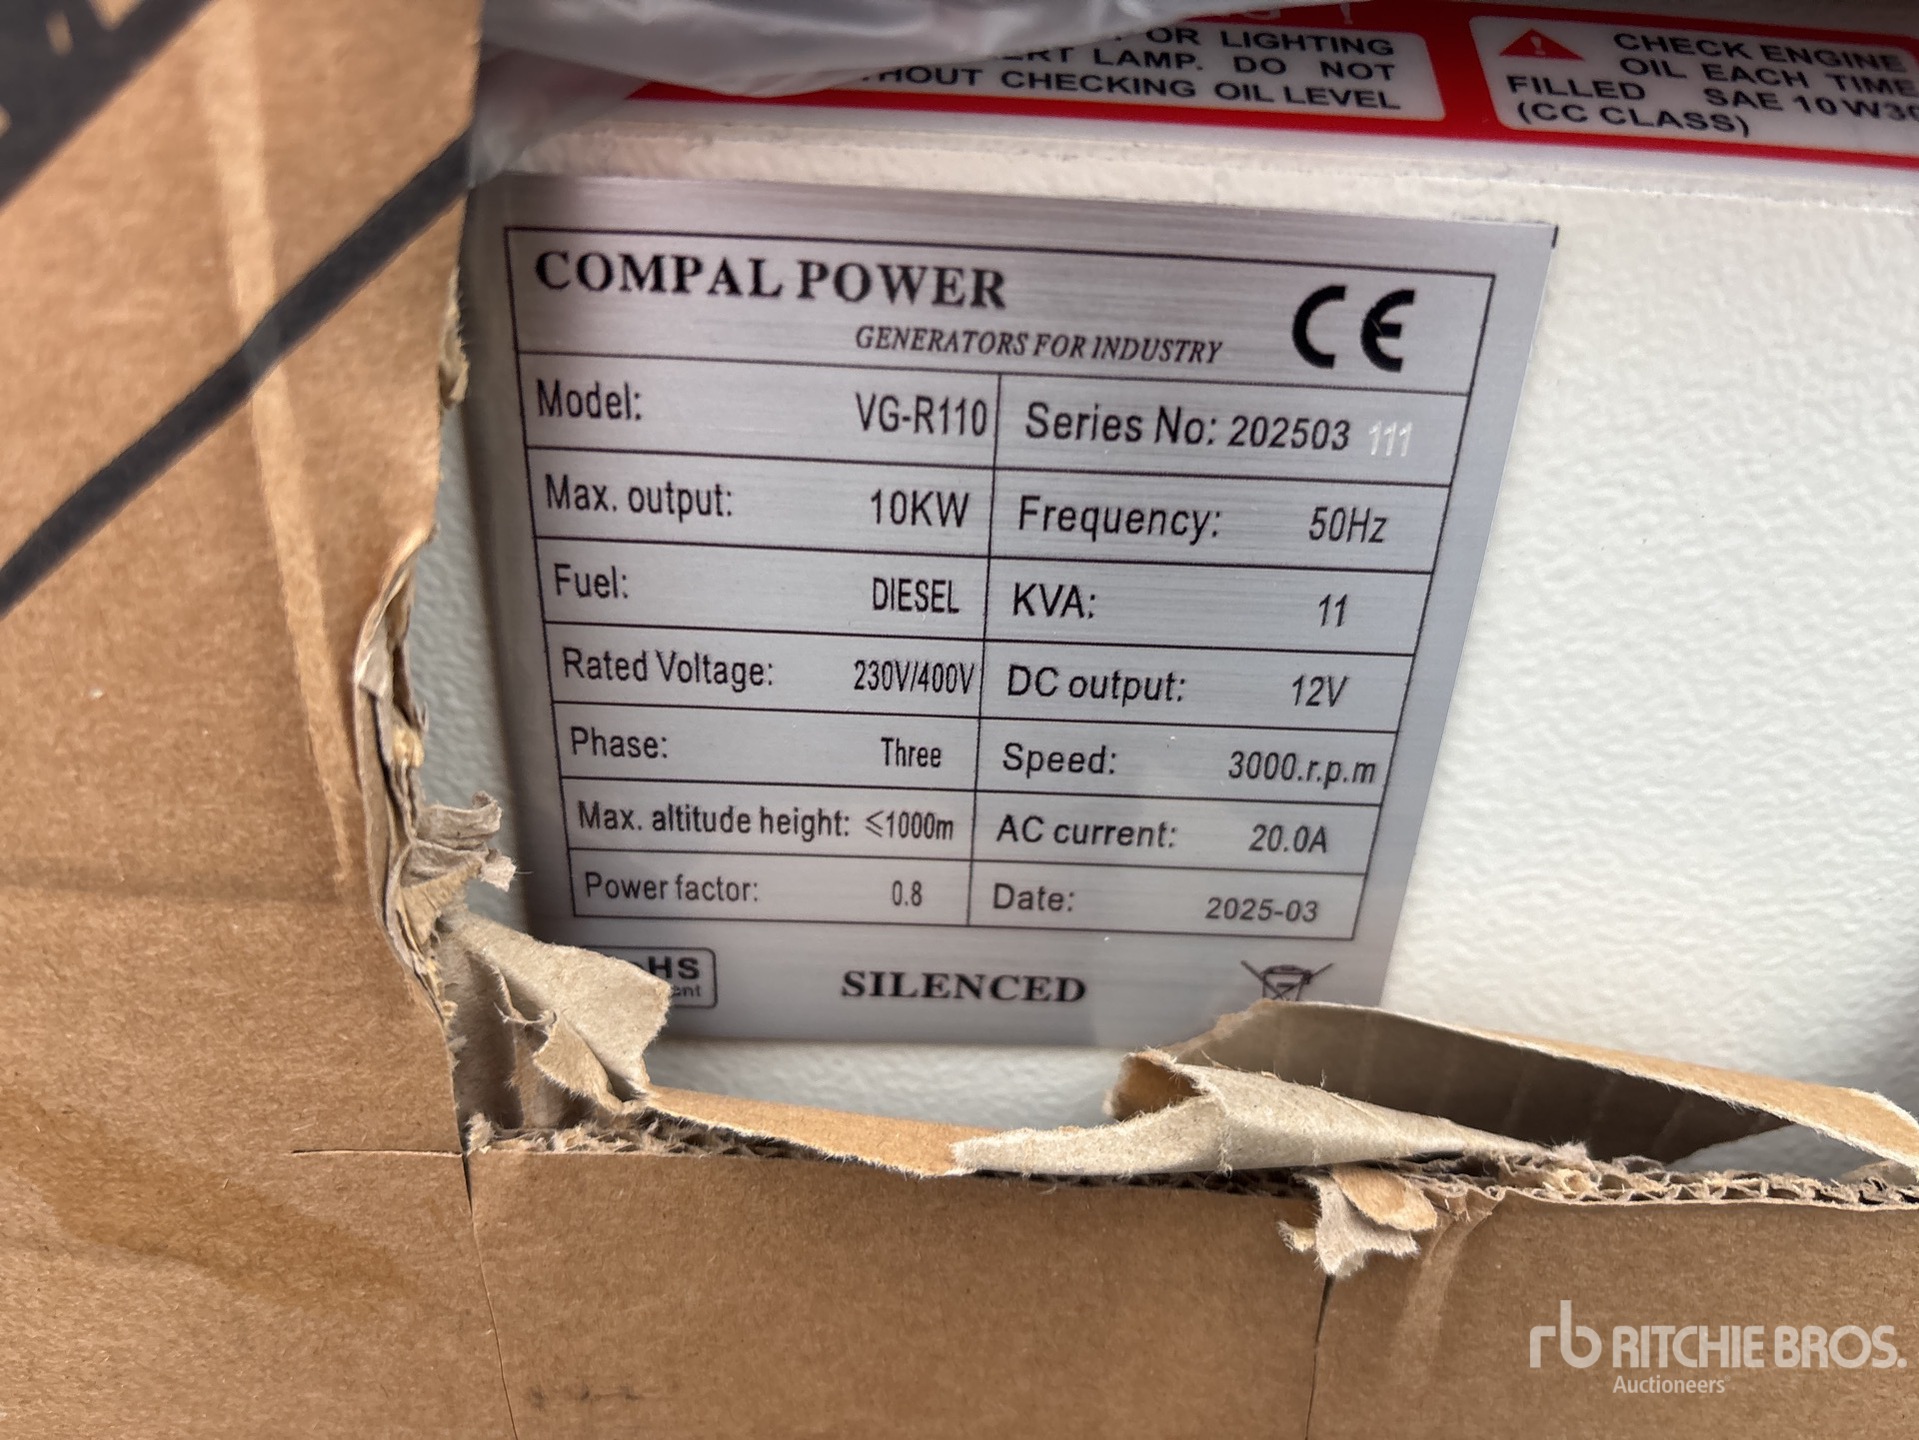 OR LIGHTING
LAMP. DO NOT
CHECKING OIL LEVEL
CHECK ENGINE
OIL EACH TIME
FILLED SAE 10W30
(CC CLASS)
COMPAL POWER
GENERATORS FOR INDUSTRY
CE
Model: VG-R110 Series No: 202503 111
Max. output: 10KW Frequency: 50Hz
Fuel: DIESEL KVA: 11
Rated Voltage: 230V/400V DC output: 12V
Phase: Three Speed: 3000.r.p.m
Max. altitude height: ≤1000m AC current: 20.0A
Power factor: 0.8 Date: 2025-03
HS
SILENCED
rb RITCHIE BROS.
Auctioneers